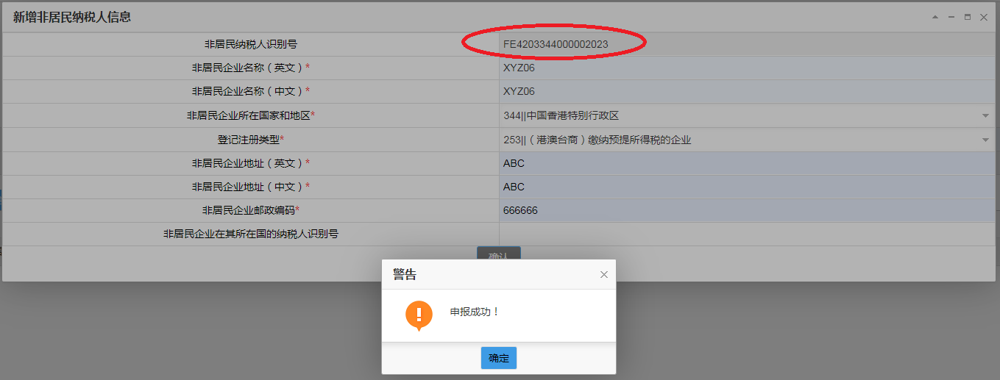 新增非居民纳税人信息
非居民纳税人识别号 FE4203344000002023
非居民企业名称（英文）* XYZ06
非居民企业名称（中文）* XYZ06
非居民企业所在国家和地区* 344||中国香港特别行政区
登记注册类型* 253||（港澳台商）缴纳预提所得税的企业
非居民企业地址（英文）* ABC
非居民企业地址（中文）* ABC
非居民企业邮政编码* 666666
非居民企业在其所在国的纳税人识别号
确认
警告
申报成功！
确定